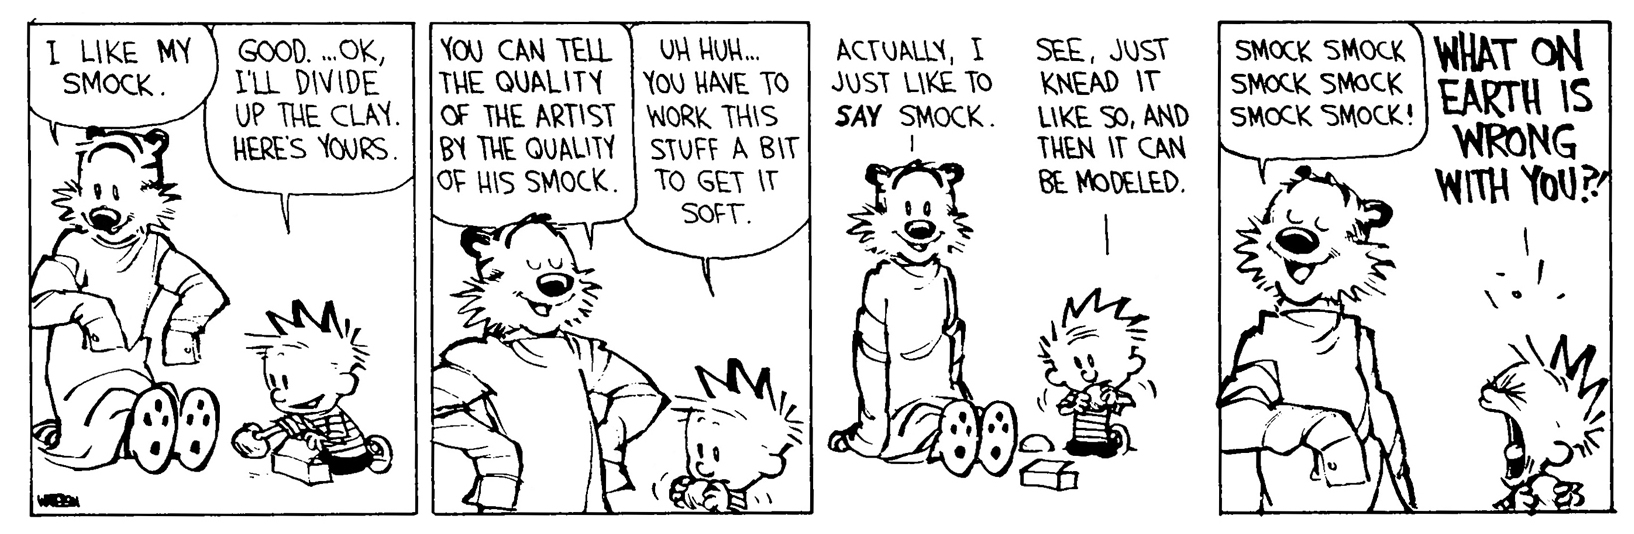 I LIKE MY
SMOCK.
GOOD. ...OK,
I'LL DIVIDE
UP THE CLAY.
HERE'S YOURS.
YOU CAN TELL
THE QUALITY
OF THE ARTIST
BY THE QUALITY
OF HIS SMOCK.
UH HUH...
YOU HAVE TO
WORK THIS
STUFF A BIT
TO GET IT
SOFT.
ACTUALLY, I
JUST LIKE TO
SAY SMOCK.
SEE, JUST
KNEAD IT
LIKE SO, AND
THEN IT CAN
BE MODELED.
SMOCK SMOCK
SMOCK SMOCK
SMOCK SMOCK!
WHAT ON
EARTH IS
WRONG
WITH YOU?!